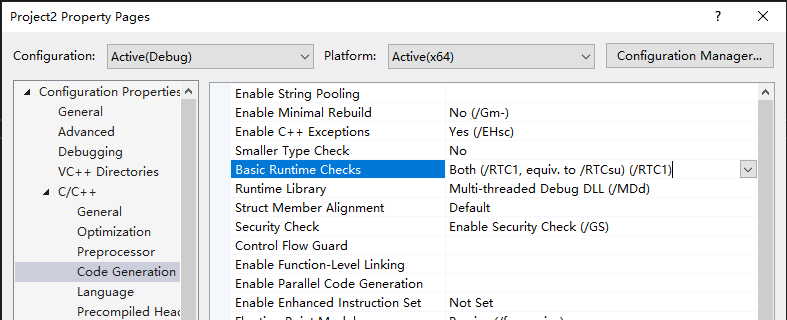 Project2 Property Pages ? ×
Configuration: Active(Debug) Platform: Active(x64) Configuration Manager...
Configuration Properties
General
Advanced
Debugging
VC++ Directories
C/C++
General
Optimization
Preprocessor
Code Generation
Language
Precompiled Head
Enable String Pooling
Enable Minimal Rebuild No (/Gm-)
Enable C++ Exceptions Yes (/EHsc)
Smaller Type Check No
Basic Runtime Checks Both (/RTC1, equiv. to /RTCsu) (/RTC1)
Runtime Library Multi-threaded Debug DLL (/MDd)
Struct Member Alignment Default
Security Check Enable Security Check (/GS)
Control Flow Guard
Enable Function-Level Linking
Enable Parallel Code Generation
Enable Enhanced Instruction Set Not Set